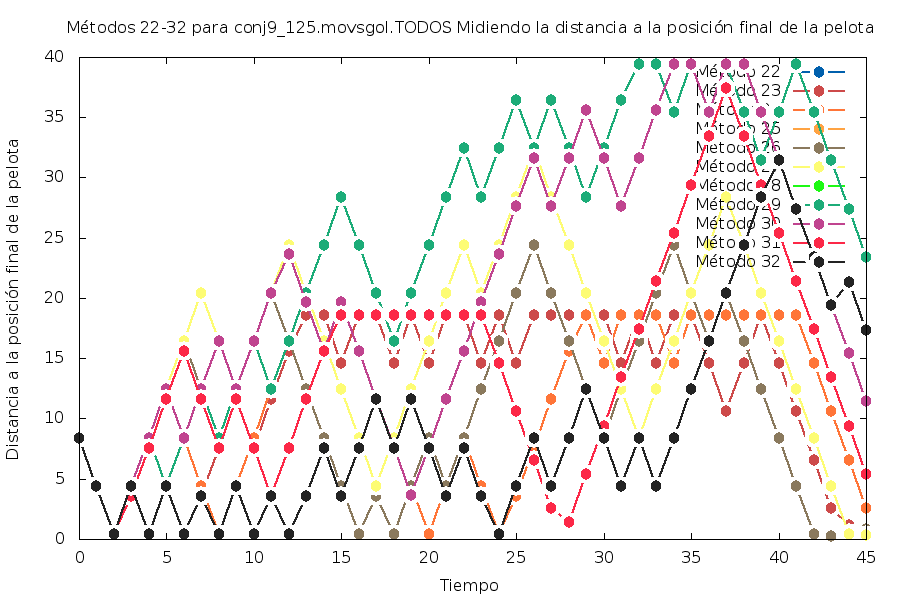 Métodos 22-32 para conj9_125.movsgol.TODOS Midiendo la distancia a la posición final de la pelota
Distancia a la posición final de la pelota
40
35
30
25
20
15
10
5
0
Método 22
Método 23
Método 26
Método 29
Método 30
Método 31
Método 32
0 5 10 15 20 25 30 35 40 45
Tiempo